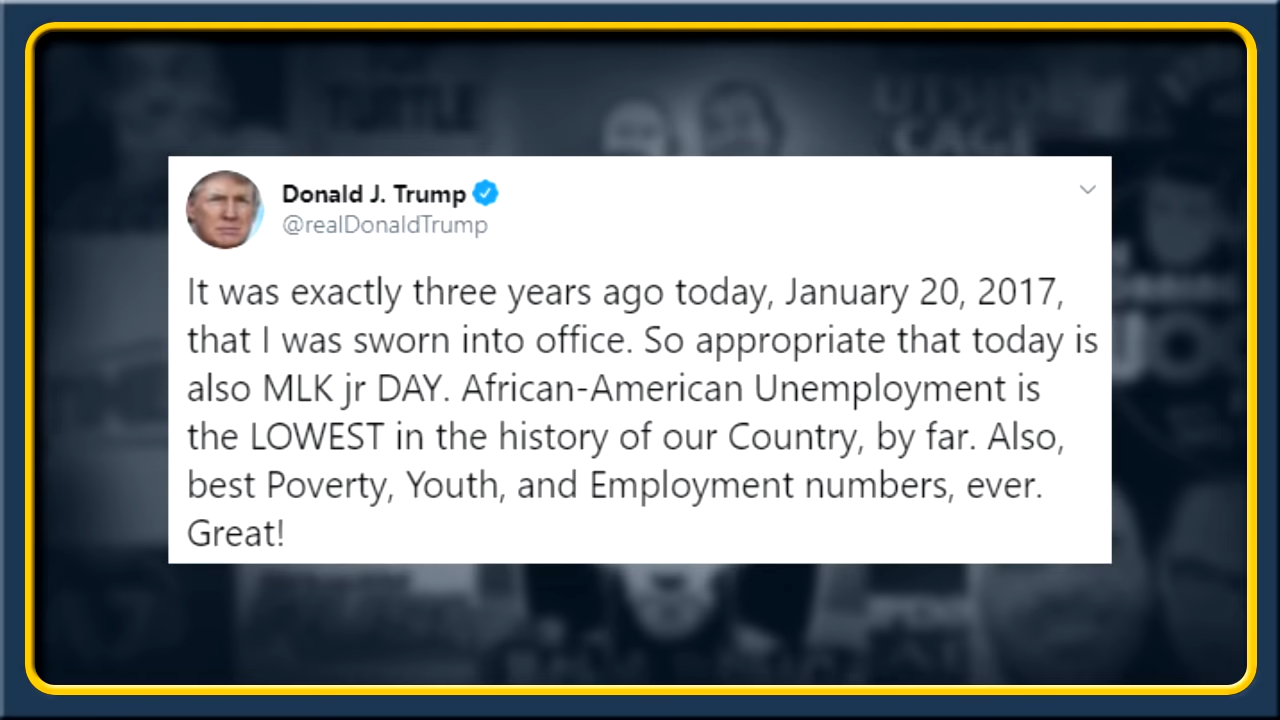 Donald J. Trump
@realDonaldTrump
It was exactly three years ago today, January 20, 2017,
that I was sworn into office. So appropriate that today is
also MLK jr DAY. African-American Unemployment is
the LOWEST in the history of our Country, by far. Also,
best Poverty, Youth, and Employment numbers, ever.
Great!